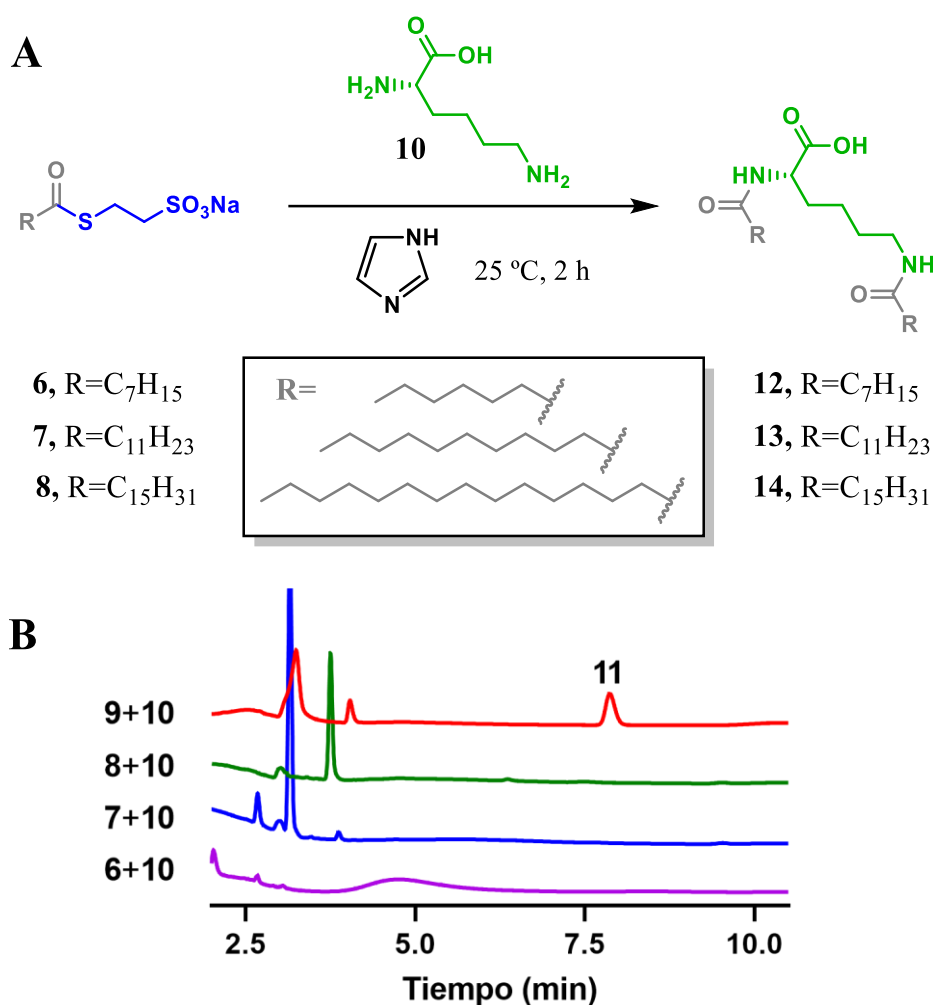 A
O
OH
H₂N
10
NH₂
O
R
S
SO₃Na
NH
N
25 ºC, 2 h
O
OH
HN
O
R
NH
O
R
6, R=C₇H₁₅
7, R=C₁₁H₂₃
8, R=C₁₅H₃₁
R=
12, R=C₇H₁₅
13, R=C₁₁H₂₃
14, R=C₁₅H₃₁
B
11
9+10
8+10
7+10
6+10
2.5 5.0 7.5 10.0
Tiempo (min)